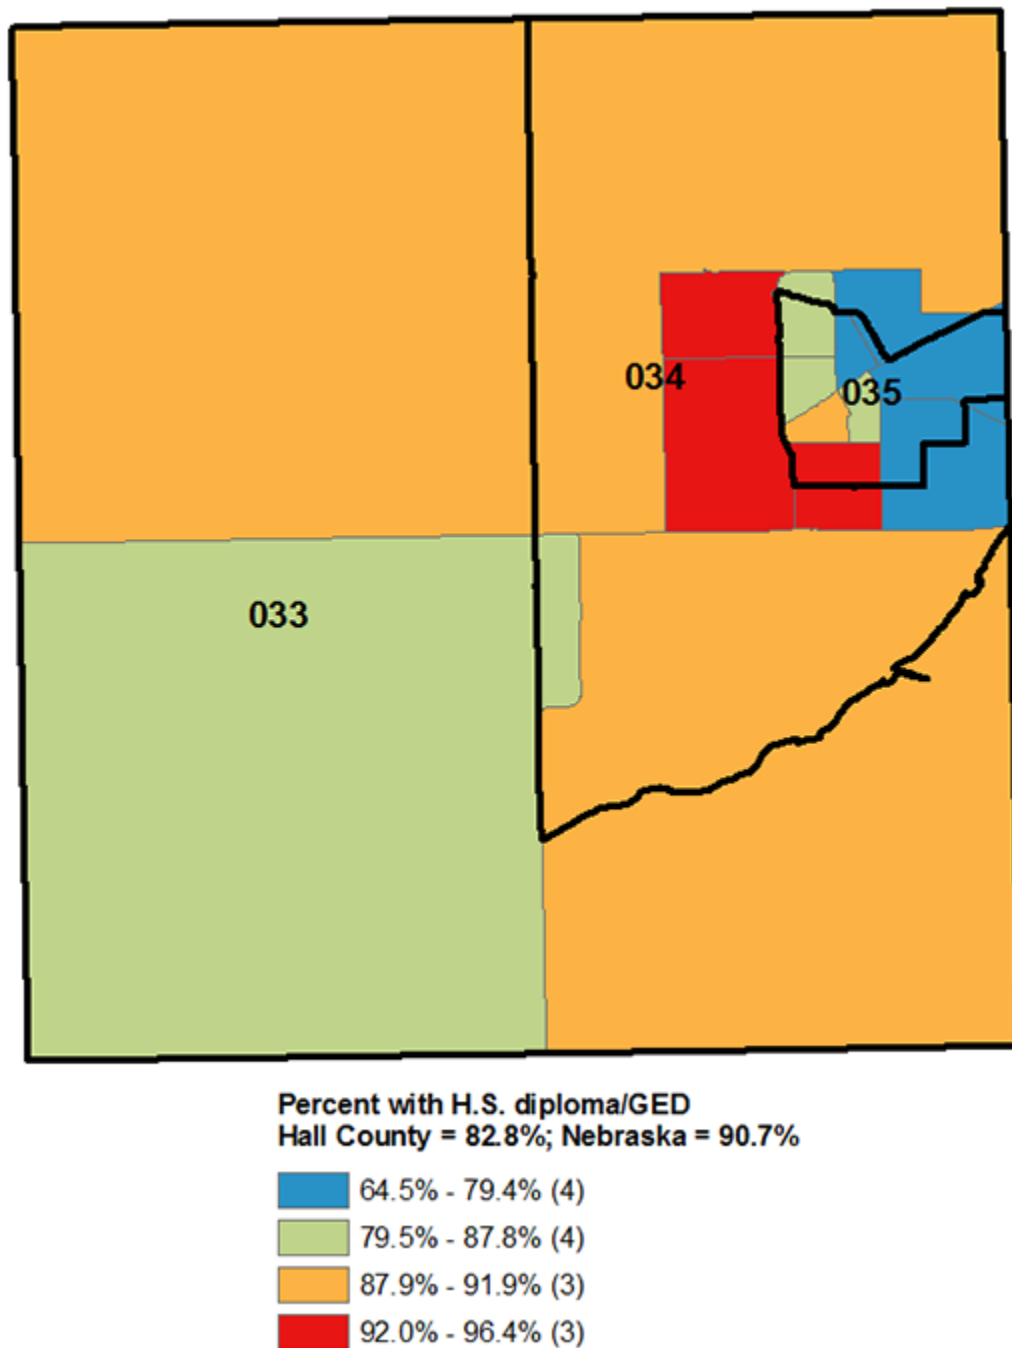 034
035
033
Percent with H.S. diploma/GED
Hall County = 82.8%; Nebraska = 90.7%
64.5% - 79.4% (4)
79.5% - 87.8% (4)
87.9% - 91.9% (3)
92.0% - 96.4% (3)